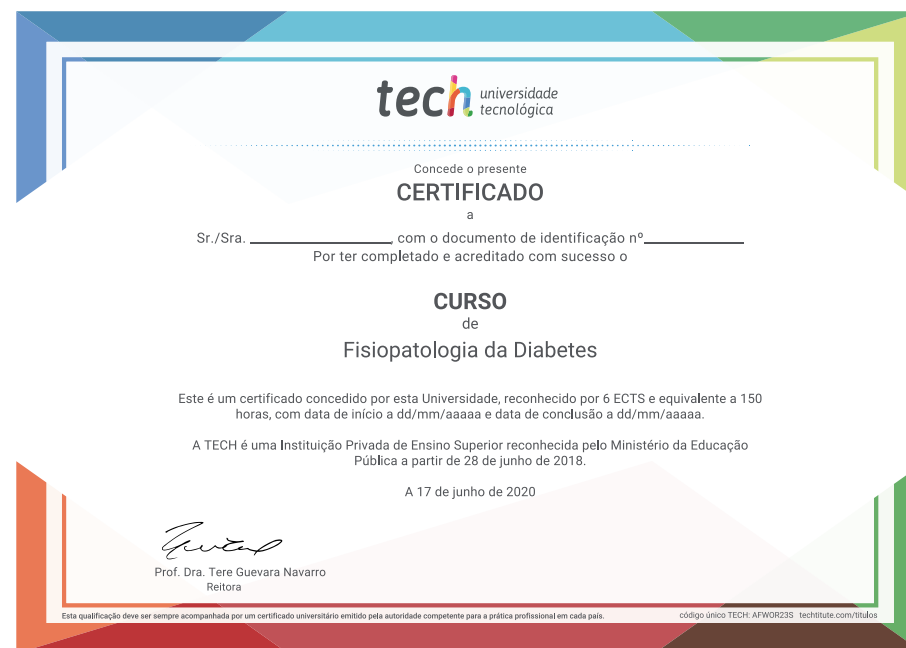 tech universidade
tecnológica
Concede o presente
CERTIFICADO
a
Sr./Sra. ________________, com o documento de identificação nº____________
Por ter completado e acreditado com sucesso o
CURSO
de
Fisiopatologia da Diabetes
Este é um certificado concedido por esta Universidade, reconhecido por 6 ECTS e equivalente a 150
horas, com data de início a dd/mm/aaaaa e data de conclusão a dd/mm/aaaaa.
A TECH é uma Instituição Privada de Ensino Superior reconhecida pelo Ministério da Educação
Pública a partir de 28 de junho de 2018.
A 17 de junho de 2020
Prof. Dra. Tere Guevara Navarro
Reitora
Esta qualificação deve ser sempre acompanhada por um certificado universitário emitido pela autoridade competente para a prática profissional em cada país.
código único TECH: AFWOR23S techtitute.com/titulos